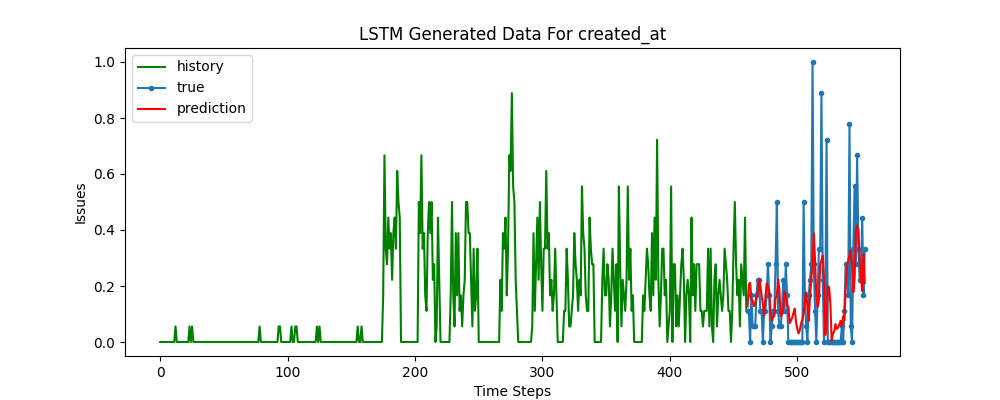 LSTM Generated Data For created_at
history
true
prediction
Issues
1.0
0.8
0.6
0.4
0.2
0.0
0 100 200 300 400 500
Time Steps